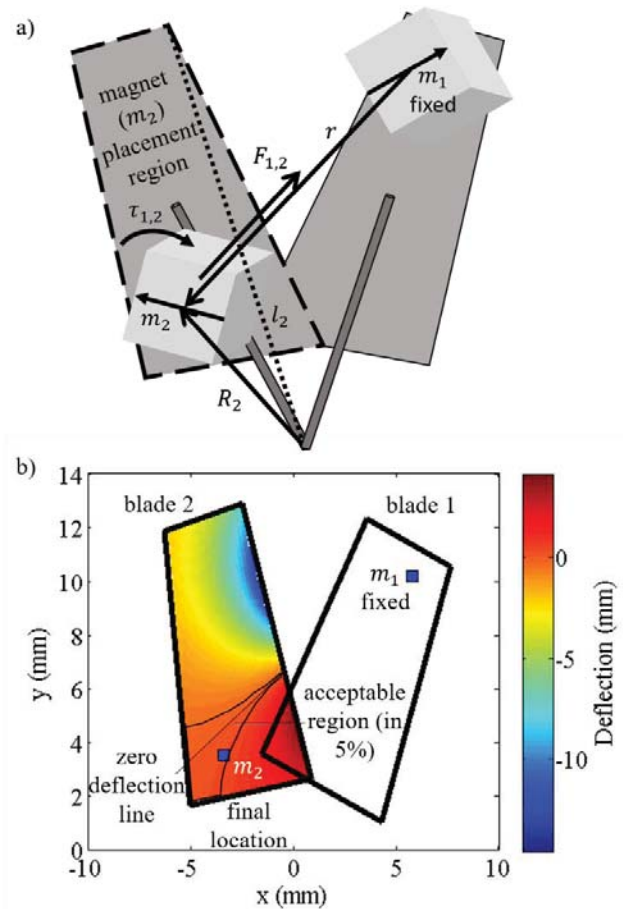 a)
magnet
(m₂)
placement
region
m₁
fixed
r
F₁,₂
τ₁,₂
m₂
l₂
R₂
b)
14
12
10
8
6
4
2
0
y (mm)
blade 2
blade 1
m₁
fixed
acceptable
region (in
5%)
zero
deflection
line
m₂
final
location
-10
-5
0
5
10
x (mm)
0
-5
-10
Deflection (mm)